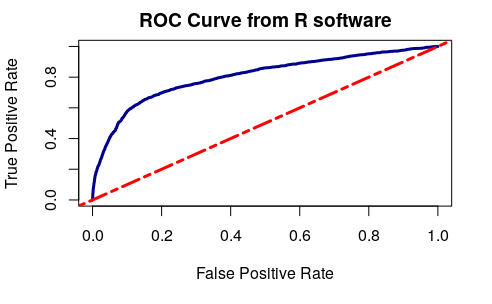 ROC Curve from R software
True Positive Rate
0.0 0.4 0.8
0.0 0.2 0.4 0.6 0.8 1.0
False Positive Rate